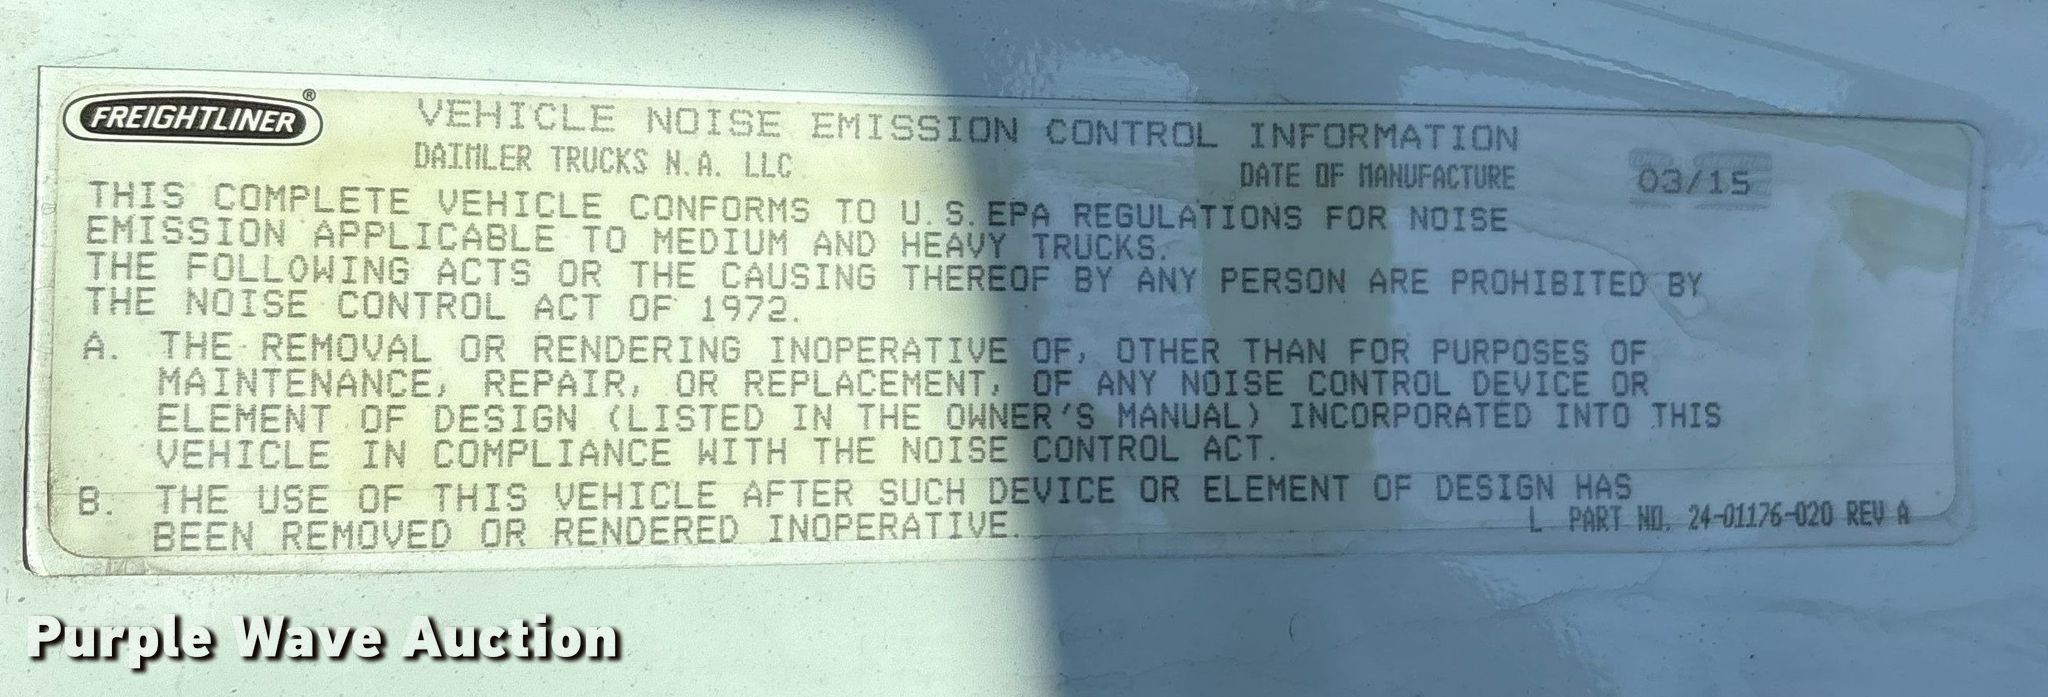 FREIGHTLINER®
VEHICLE NOISE EMISSION CONTROL INFORMATION
DAIMLER TRUCKS N.A. LLC DATE OF MANUFACTURE 03/15
THIS COMPLETE VEHICLE CONFORMS TO U.S.EPA REGULATIONS FOR NOISE
EMISSION APPLICABLE TO MEDIUM AND HEAVY TRUCKS.
THE FOLLOWING ACTS OR THE CAUSING THEREOF BY ANY PERSON ARE PROHIBITED BY
THE NOISE CONTROL ACT OF 1972.
A. THE REMOVAL OR RENDERING INOPERATIVE OF, OTHER THAN FOR PURPOSES OF
MAINTENANCE, REPAIR, OR REPLACEMENT, OF ANY NOISE CONTROL DEVICE OR
ELEMENT OF DESIGN (LISTED IN THE OWNER'S MANUAL) INCORPORATED INTO THIS
VEHICLE IN COMPLIANCE WITH THE NOISE CONTROL ACT.
B. THE USE OF THIS VEHICLE AFTER SUCH DEVICE OR ELEMENT OF DESIGN HAS
BEEN REMOVED OR RENDERED INOPERATIVE.
L PART NO. 24-01176-020 REV A
Purple Wave Auction